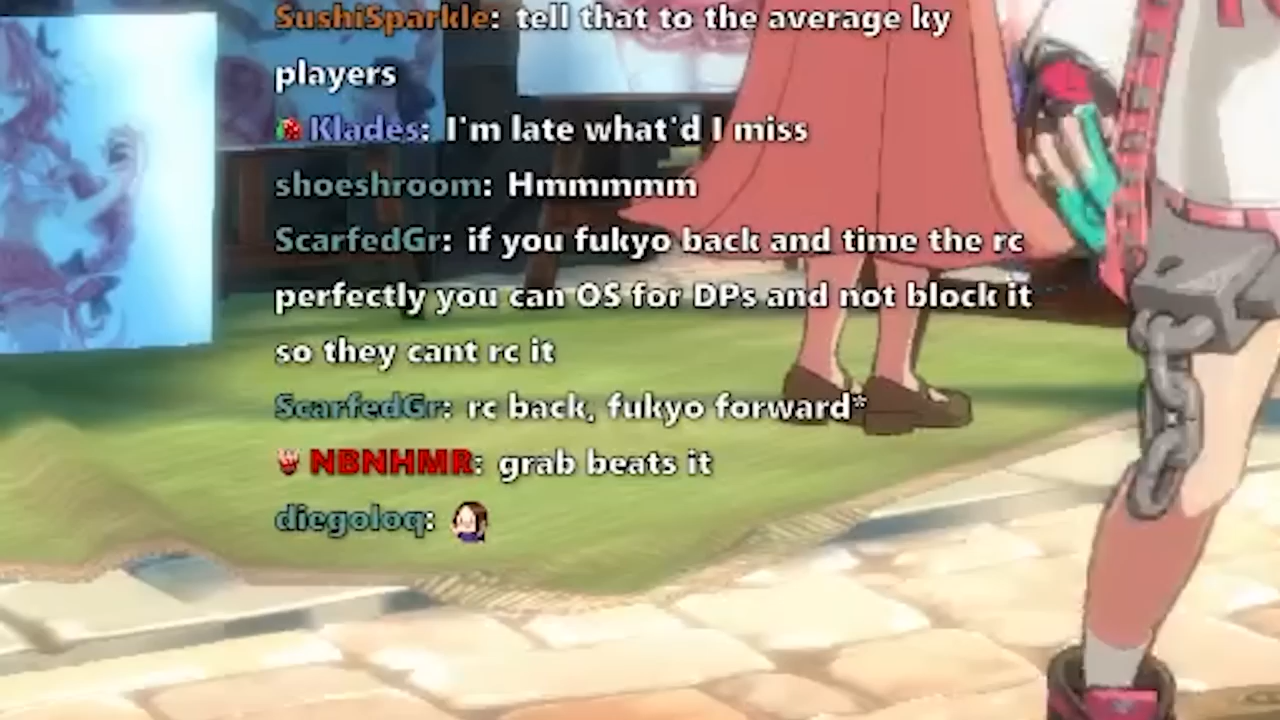 SushiSparkle: tell that to the average ky
players
Klades: I'm late what'd I miss
shoeshroom: Hmmmmm
ScarfedGr: if you fukyo back and time the rc
perfectly you can OS for DPs and not block it
so they cant rc it
ScarfedGr: rc back, fukyo forward*
NBNHMR: grab beats it
diegoloq: